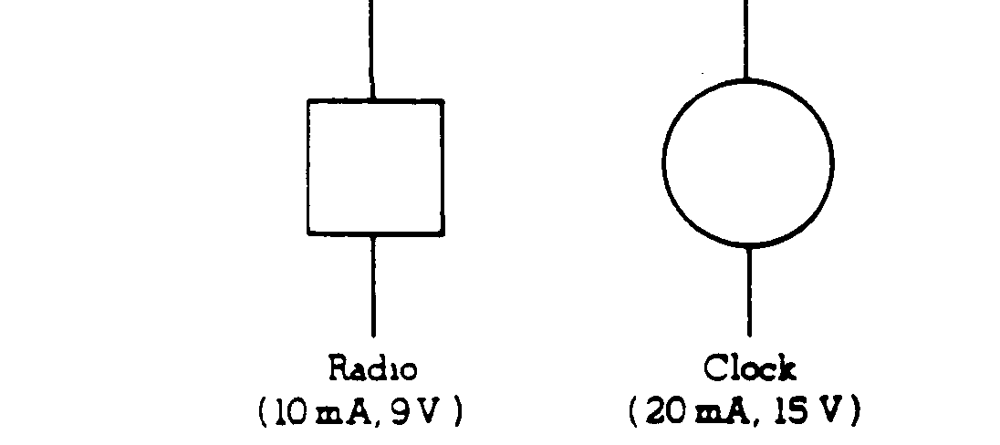 Radio
(10 mA, 9 V)
Clock
(20 mA, 15 V)